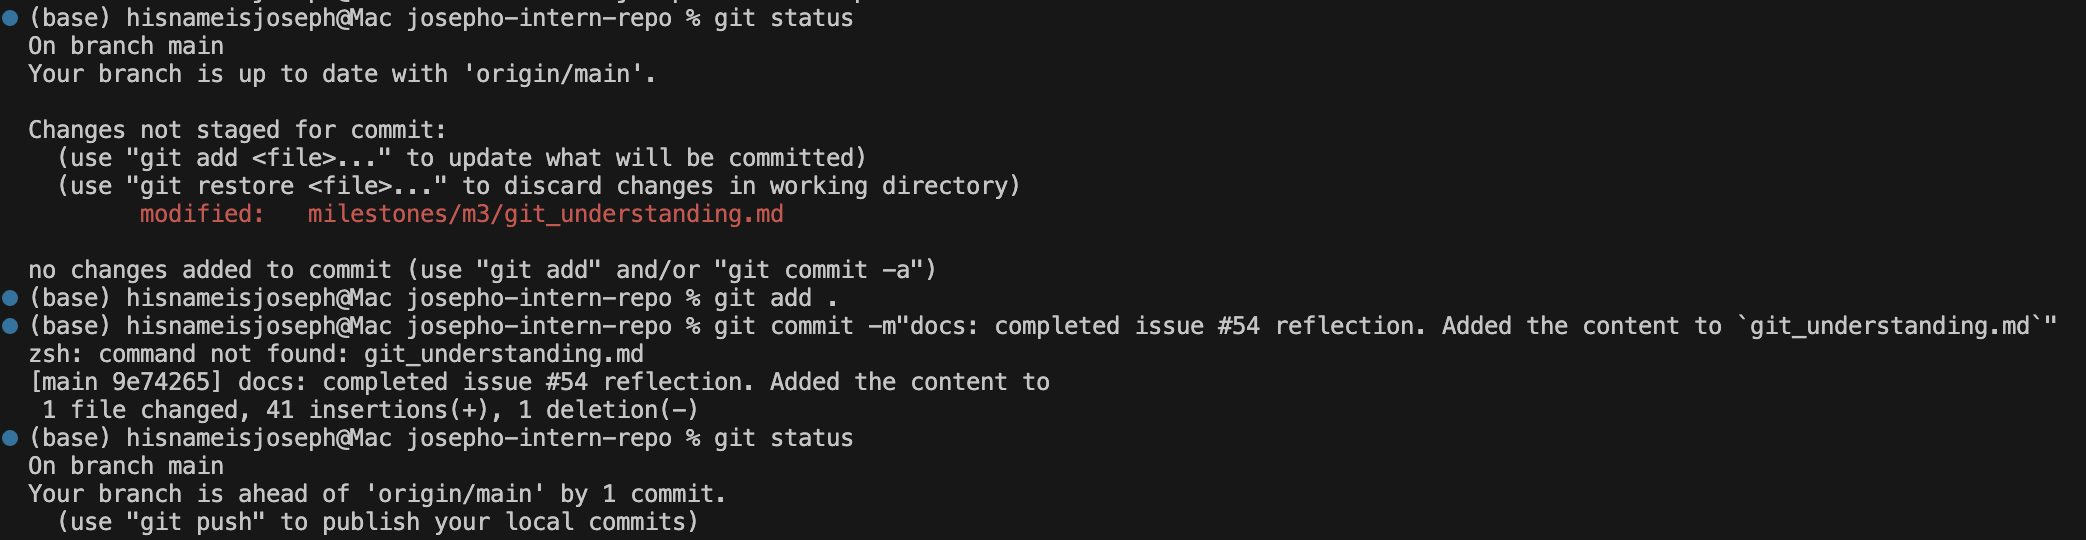 (base) hisnameisjoseph@Mac josepho-intern-repo % git status
On branch main
Your branch is up to date with 'origin/main'.

Changes not staged for commit:
  (use "git add <file>..." to update what will be committed)
  (use "git restore <file>..." to discard changes in working directory)
        modified:   milestones/m3/git_understanding.md

no changes added to commit (use "git add" and/or "git commit -a")
(base) hisnameisjoseph@Mac josepho-intern-repo % git add .
(base) hisnameisjoseph@Mac josepho-intern-repo % git commit -m"docs: completed issue #54 reflection. Added the content to `git_understanding.md`"
zsh: command not found: git_understanding.md
[main 9e74265] docs: completed issue #54 reflection. Added the content to
 1 file changed, 41 insertions(+), 1 deletion(-)
(base) hisnameisjoseph@Mac josepho-intern-repo % git status
On branch main
Your branch is ahead of 'origin/main' by 1 commit.
  (use "git push" to publish your local commits)